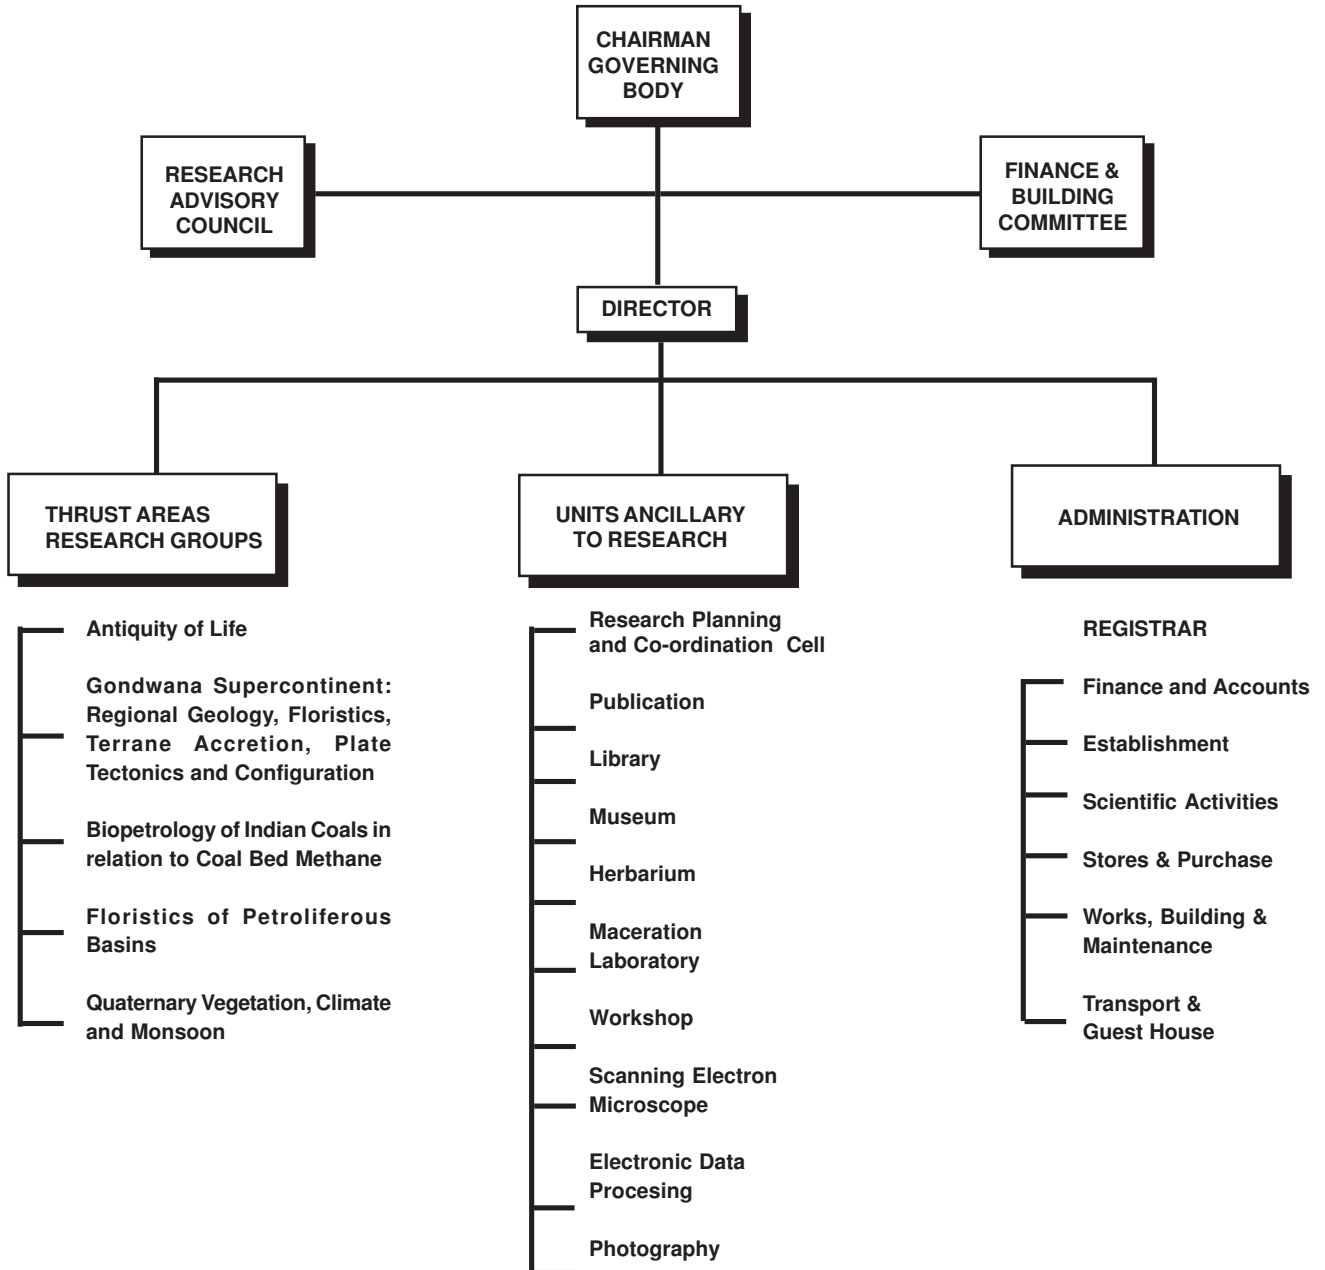 CHAIRMAN
GOVERNING
BODY
RESEARCH
ADVISORY
COUNCIL
FINANCE &
BUILDING
COMMITTEE
DIRECTOR
THRUST AREAS
RESEARCH GROUPS
UNITS ANCILLARY
TO RESEARCH
ADMINISTRATION
Antiquity of Life
Gondwana Supercontinent:
Regional Geology, Floristics,
Terrane Accretion, Plate
Tectonics and Configuration
Biopetrology of Indian Coals in
relation to Coal Bed Methane
Floristics of Petroliferous
Basins
Quaternary Vegetation, Climate
and Monsoon
Research Planning
and Co-ordination Cell
Publication
Library
Museum
Herbarium
Maceration
Laboratory
Workshop
Scanning Electron
Microscope
Electronic Data
Procesing
Photography
REGISTRAR
Finance and Accounts
Establishment
Scientific Activities
Stores & Purchase
Works, Building &
Maintenance
Transport &
Guest House